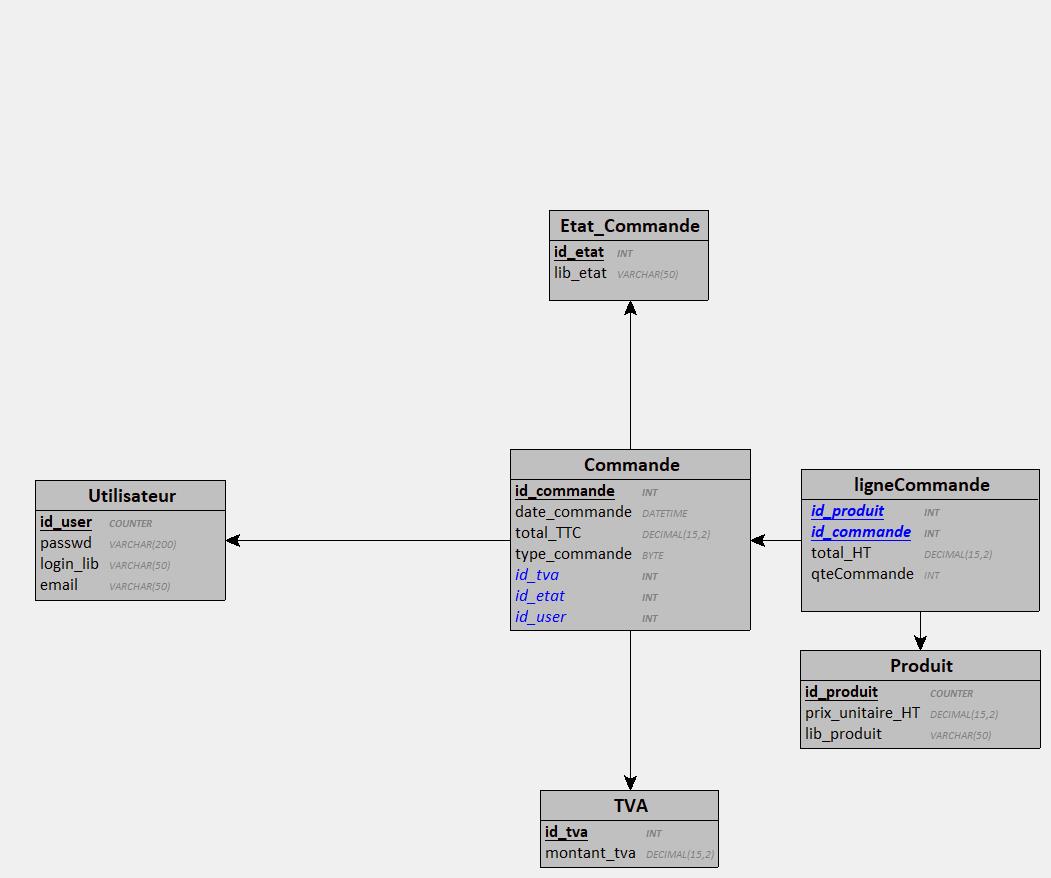 Etat_Commande
id_etat INT
lib_etat VARCHAR(50)
Commande
id_commande INT
date_commande DATETIME
total_TTC DECIMAL(15,2)
type_commande BYTE
id_tva INT
id_etat INT
id_user INT
Utilisateur
id_user COUNTER
passwd VARCHAR(200)
login_lib VARCHAR(50)
email VARCHAR(50)
ligneCommande
id_produit INT
id_commande INT
total_HT DECIMAL(15,2)
qteCommande INT
Produit
id_produit COUNTER
prix_unitaire_HT DECIMAL(15,2)
lib_produit VARCHAR(50)
TVA
id_tva INT
montant_tva DECIMAL(15,2)